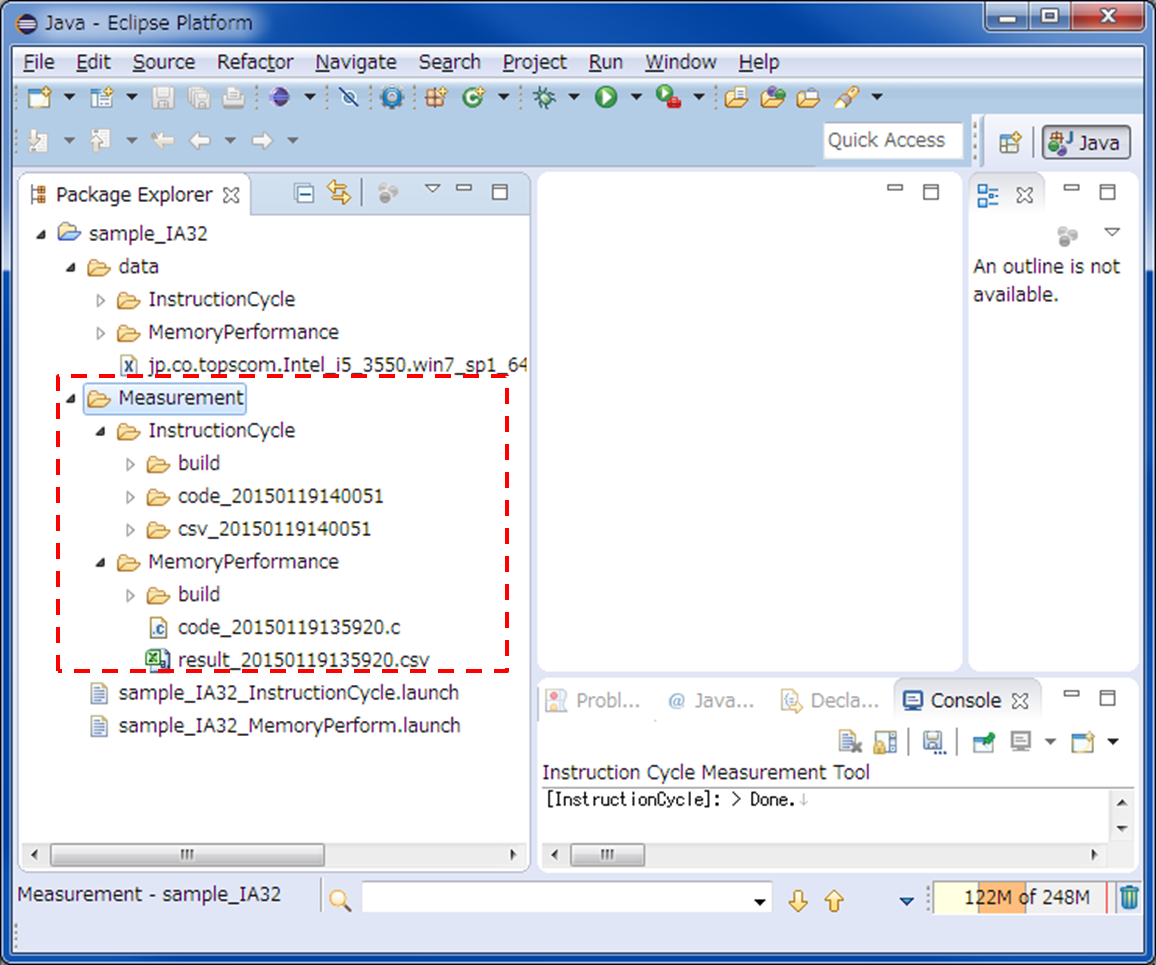 Java - Eclipse Platform
File Edit Source Refactor Navigate Search Project Run Window Help
Quick Access
Java
Package Explorer
sample_IA32
data
InstructionCycle
MemoryPerformance
jp.co.topscom.Intel_i5_3550.win7_sp1_64
Measurement
InstructionCycle
build
code_20150119140051
csv_20150119140051
MemoryPerformance
build
code_20150119135920.c
result_20150119135920.csv
sample_IA32_InstructionCycle.launch
sample_IA32_MemoryPerform.launch
An outline is not
available.
Probl... @ Java... Decla... Console
Instruction Cycle Measurement Tool
[InstructionCycle]: > Done.↓
Measurement - sample_IA32
122M of 248M